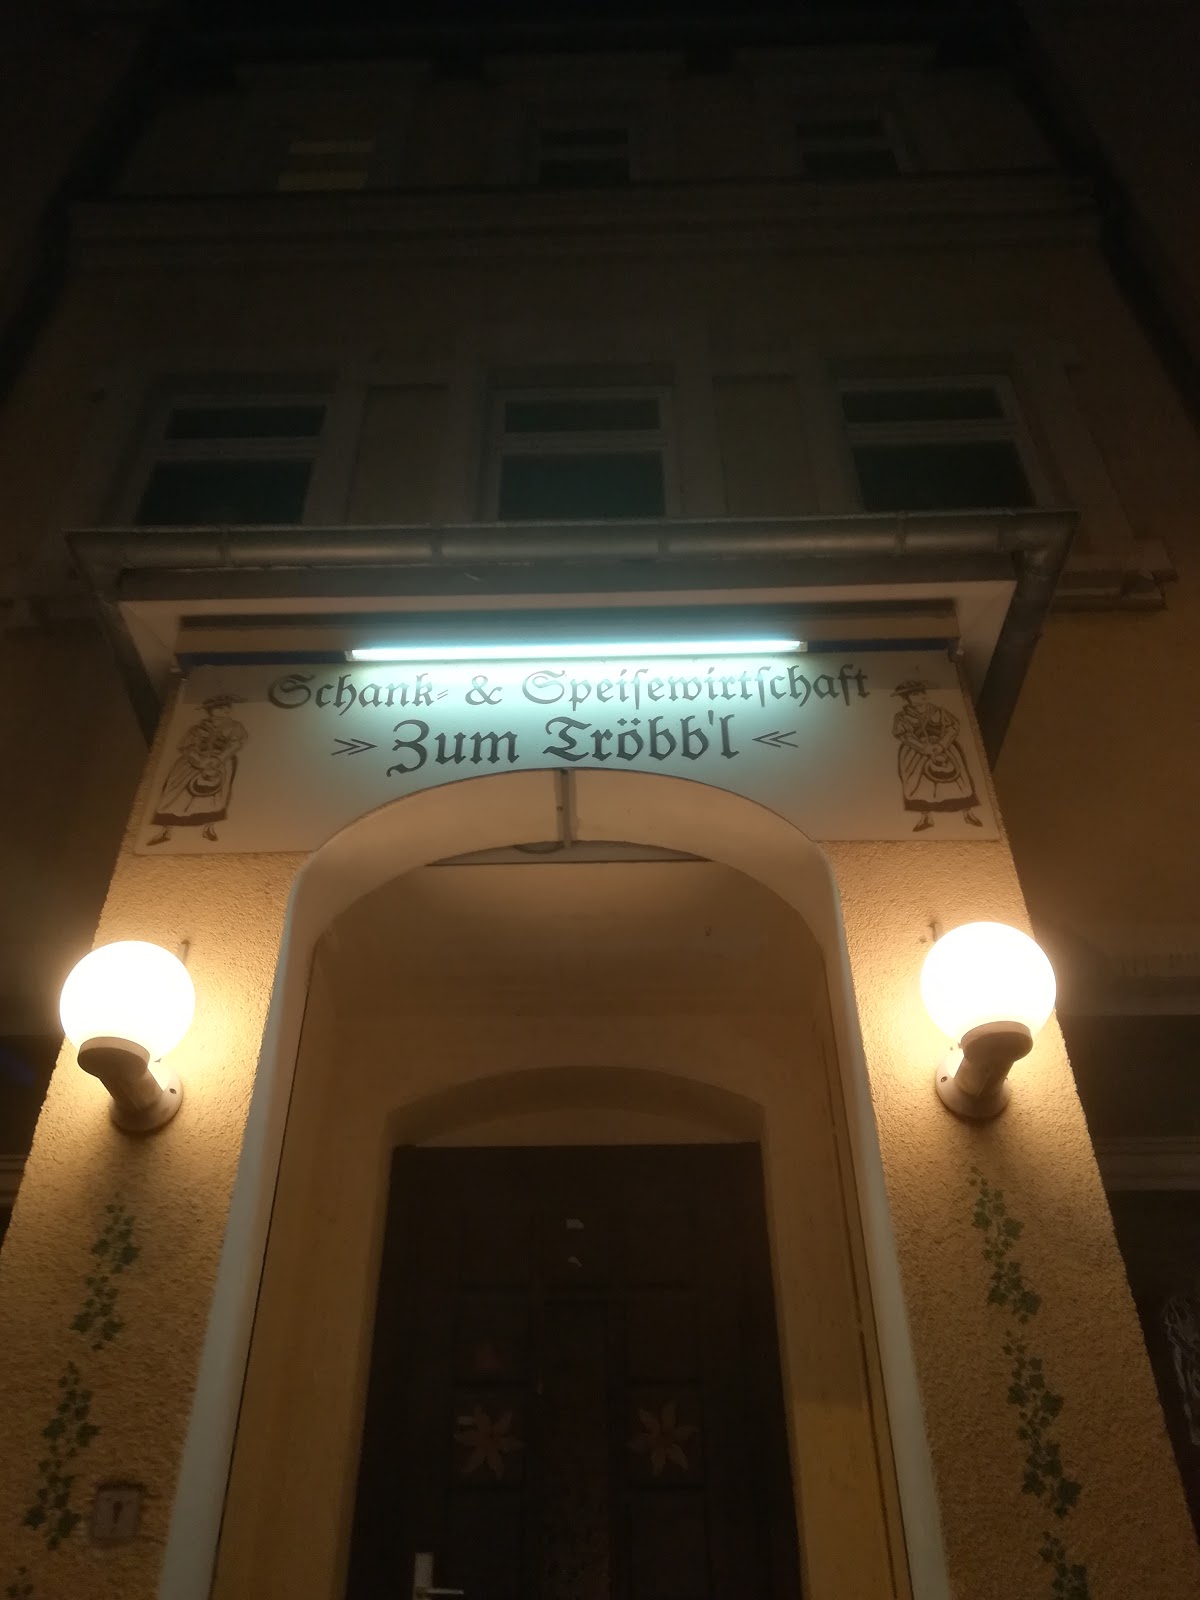 Schank- & Speiſewirtſchaft
» Zum Tröbb'l «